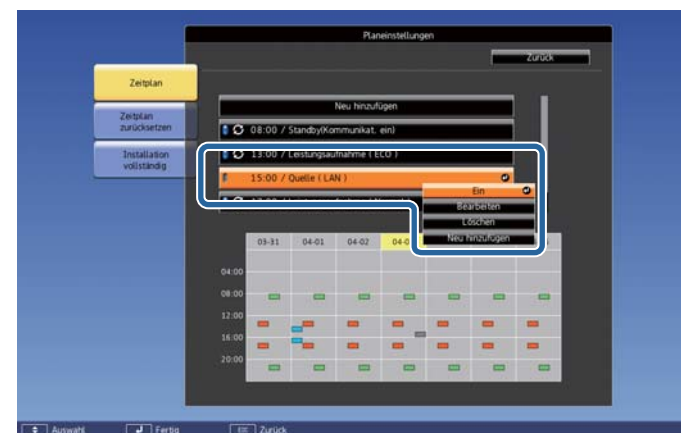 Planeinstellungen
Zurück
Zeitplan
Zeitplan
zurücksetzen
Installation
vollständig
Neu hinzufügen
08:00 / Standby(Kommunikat. ein)
13:00 / Leistungsaufnahme ( ECO )
15:00 / Quelle ( LAN )
Ein
Bearbeiten
Löschen
Neu hinzufügen
03-31 04-01 04-02
04:00
08:00
12:00
16:00
20:00
Auswahl Fertig Esc Zurück